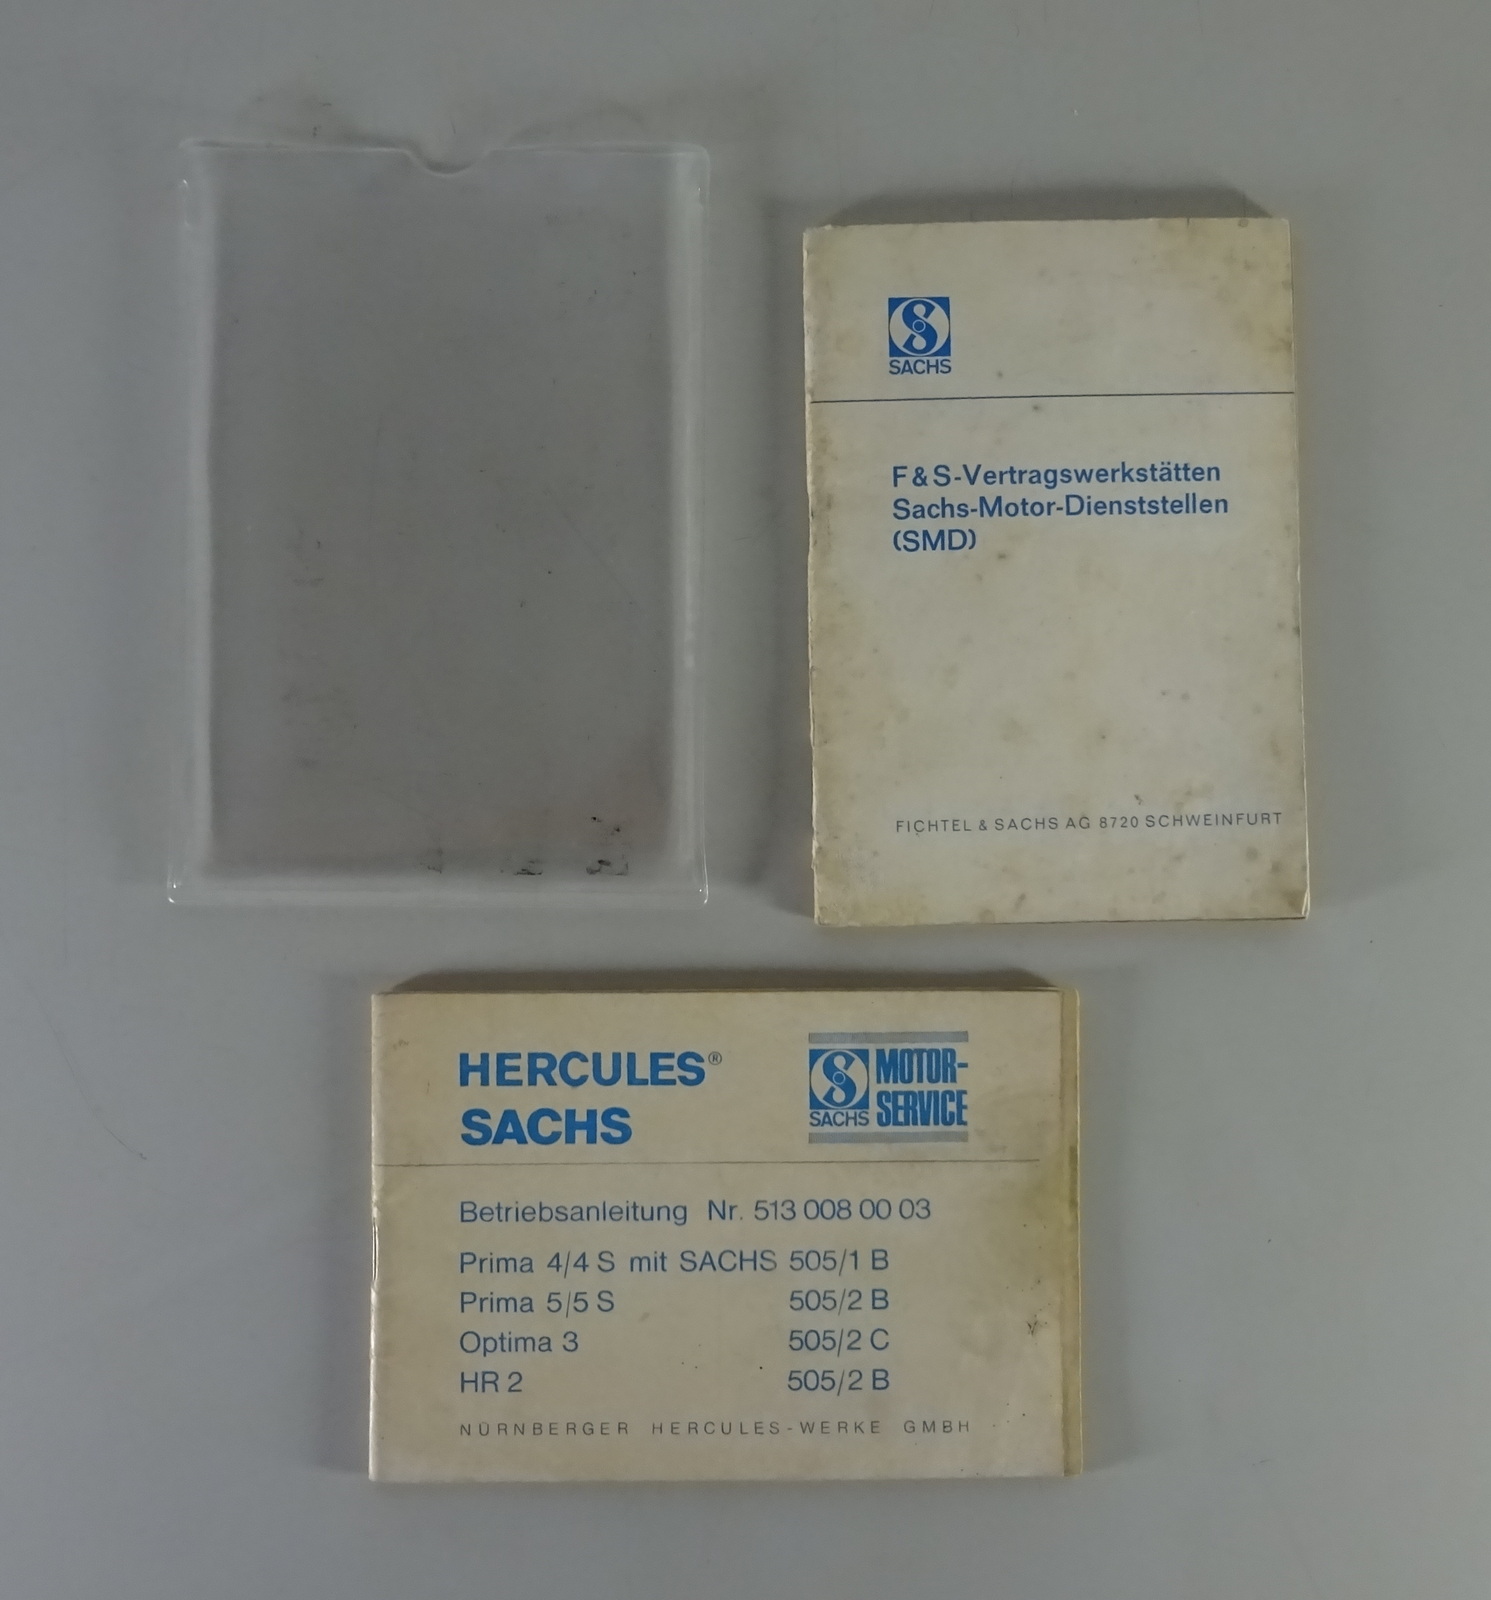 SACHS
F & S-Vertragswerkstätten
Sachs-Motor-Dienststellen
(SMD)
FICHTEL & SACHS AG 8720 SCHWEINFURT
HERCULES®
SACHS
SACHS
MOTOR-
SERVICE
Betriebsanleitung Nr. 513 008 00 03
Prima 4/4 S mit SACHS 505/1 B
Prima 5/5 S 505/2 B
Optima 3 505/2 C
HR 2 505/2 B
NÜRNBERGER HERCULES-WERKE GMBH